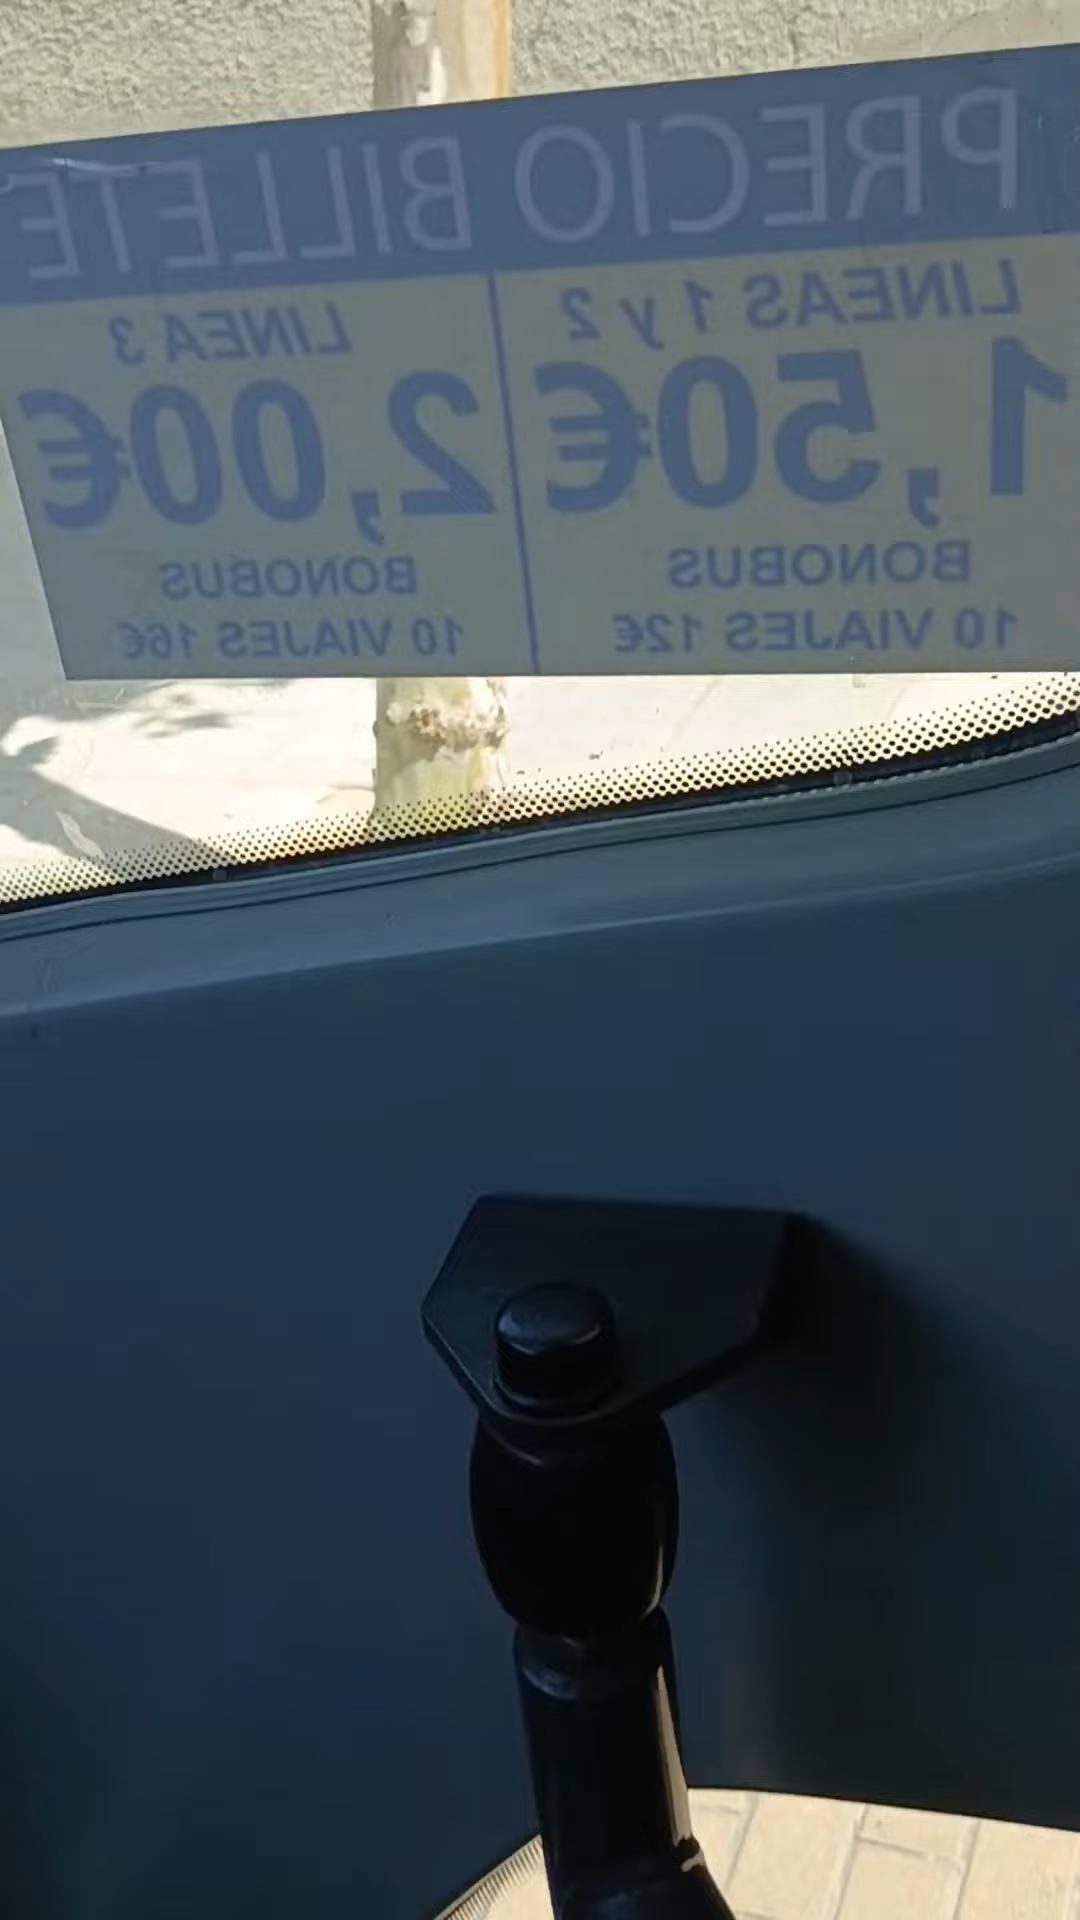 PRECIO BILLETE
LINEAS 1 y 2
1,50€
BONOBUS
10 VIAJES 12€
LINEA 3
2,00€
BONOBUS
10 VIAJES 16€